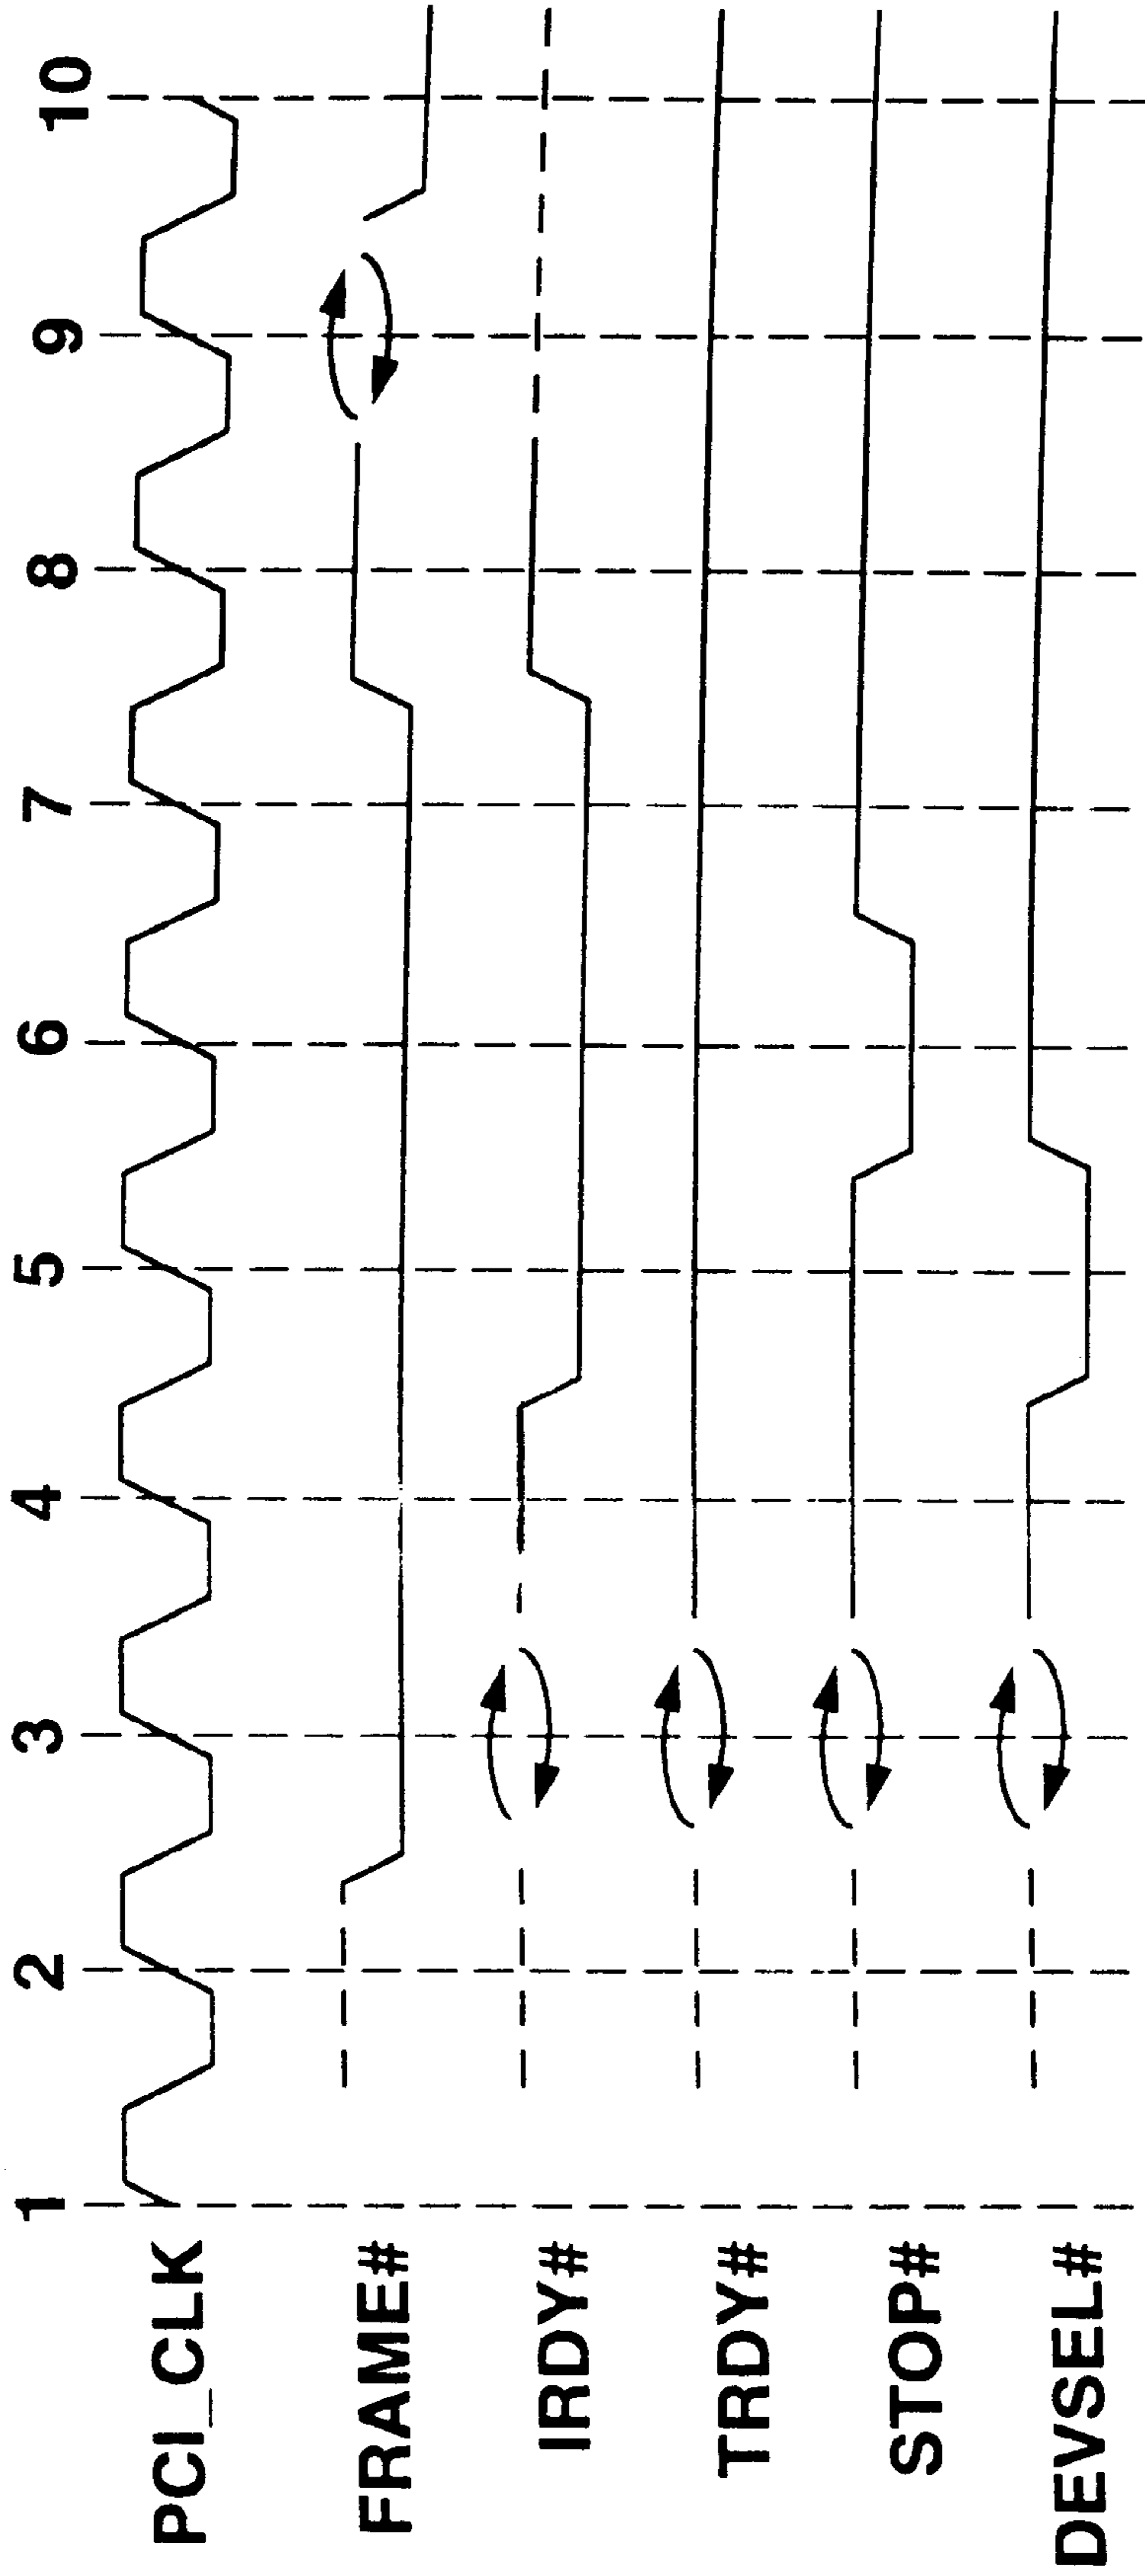 1 2 3 4 5 6 7 8 9 10
PCI_CLK
FRAME#
IRDY#
TRDY#
STOP#
DEVSEL#